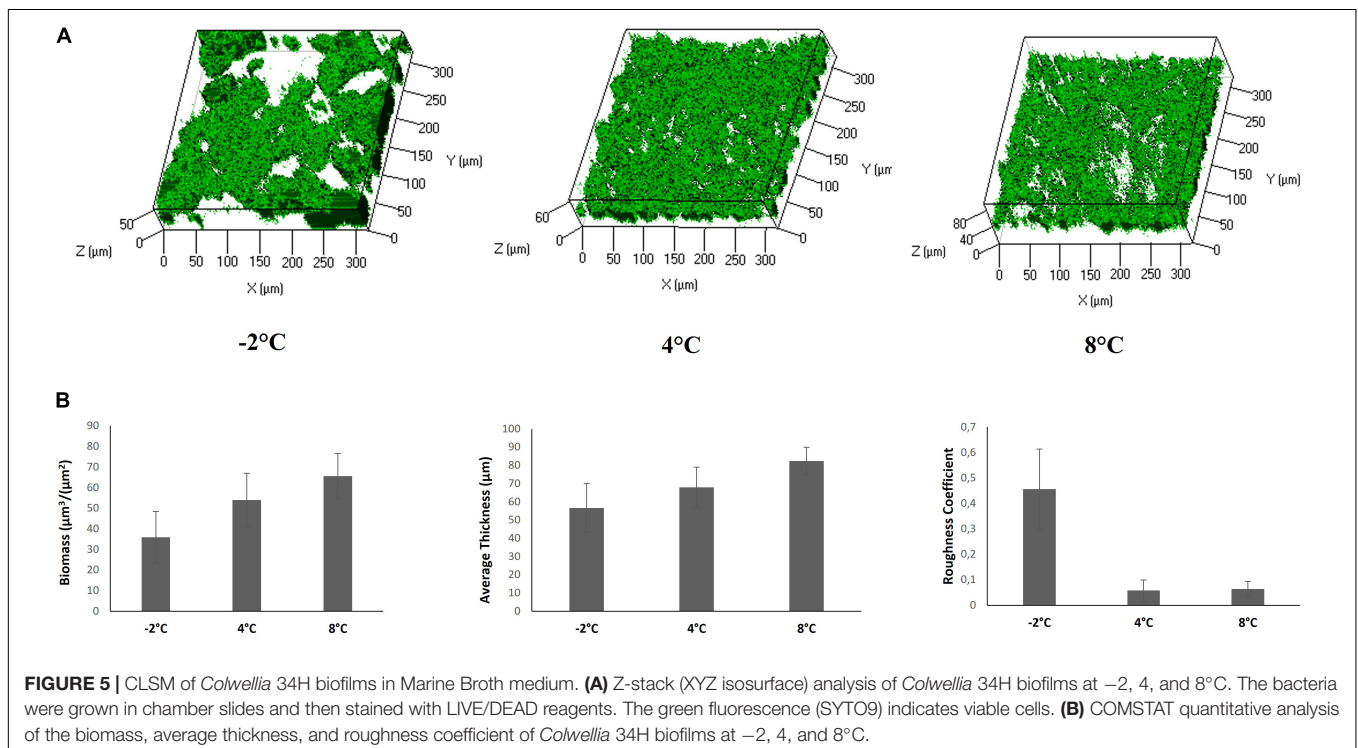 A
300
250
200
150
Y (µm)
100
50
0
50
Z (µm)
0
0 50 100 150 200 250 300
X (µm)
-2°C
300
250
200
150
Y (µm
100
50
0
60
Z (µm)
0
0 50 100 150 200 250 300
X (µm)
4°C
300
250
200
150
Y (µm)
100
50
0
80
40
Z (µm)
0
0 50 100 150 200 250 300
X (µm)
8°C
B
Biomass (µm³/(µm²)
90
80
70
60
50
40
30
20
10
0
-2°C 4°C 8°C
Average Thickness (µm)
100
90
80
70
60
50
40
30
20
10
0
-2°C 4°C 8°C
Roughness Coefficient
0,7
0,6
0,5
0,4
0,3
0,2
0,1
0
-2°C 4°C 8°C
FIGURE 5 | CLSM of Colwellia 34H biofilms in Marine Broth medium. (A) Z-stack (XYZ isosurface) analysis of Colwellia 34H biofilms at −2, 4, and 8°C. The bacteria
were grown in chamber slides and then stained with LIVE/DEAD reagents. The green fluorescence (SYTO9) indicates viable cells. (B) COMSTAT quantitative analysis
of the biomass, average thickness, and roughness coefficient of Colwellia 34H biofilms at −2, 4, and 8°C.